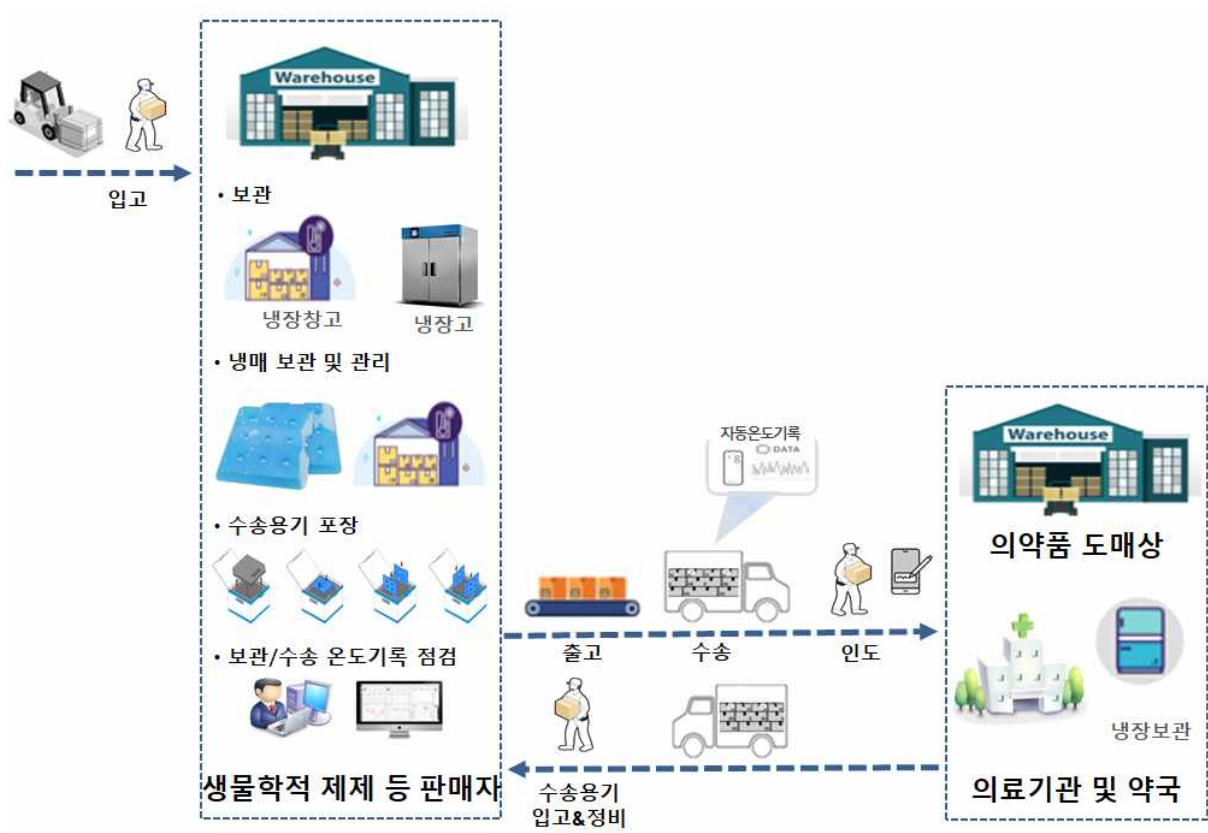 Warehouse
입고
• 보관
냉장창고
냉장고
• 냉매 보관 및 관리
• 수송용기 포장
• 보관/수송 온도기록 점검
생물학적 제제 등 판매자
자동온도기록
8
DATA
출고
수송
인도
수송용기
입고&정비
Warehouse
의약품 도매상
냉장보관
의료기관 및 약국